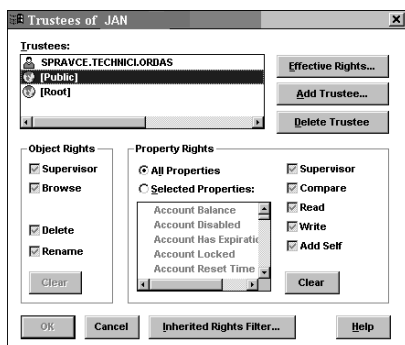 Trustees of JAN
Trustees:
SPRAVCE.TECHNICI.ORDAS
[Public]
[Root]
Effective Rights...
Add Trustee...
Delete Trustee
Object Rights
Supervisor
Browse
Delete
Rename
Clear
Property Rights
All Properties
Selected Properties:
Account Balance
Account Disabled
Account Has Expiratic
Account Locked
Account Reset Time
Supervisor
Compare
Read
Write
Add Self
Clear
OK
Cancel
Inherited Rights Filter...
Help